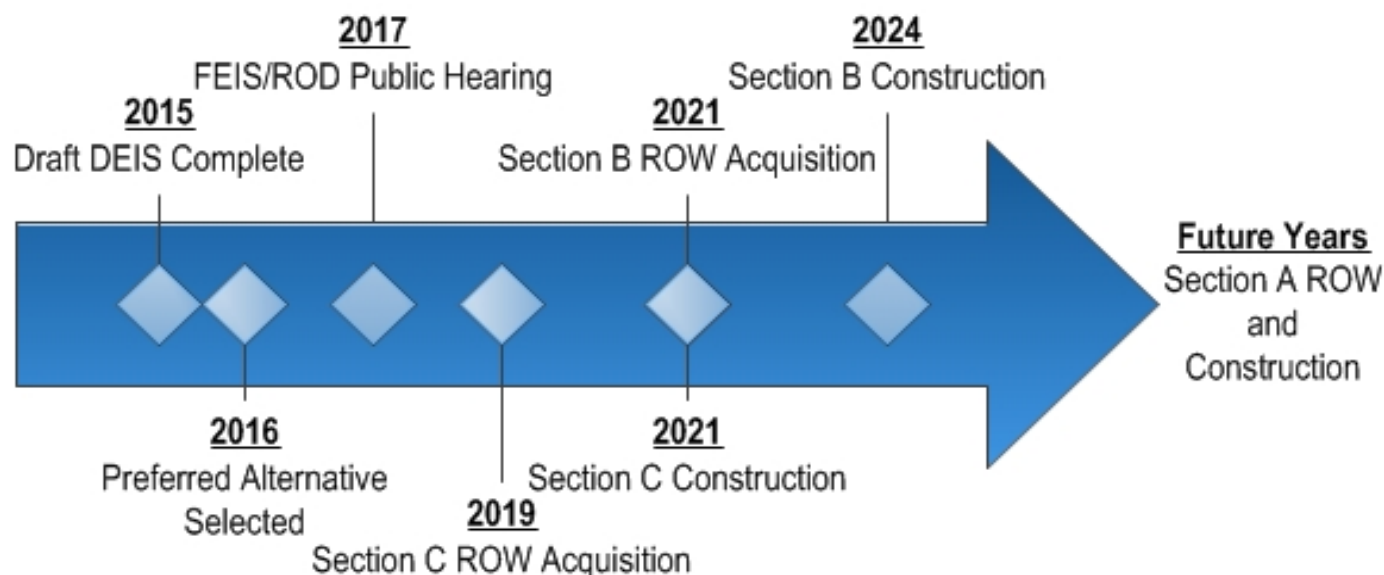 2017
FEIS/ROD Public Hearing
2024
Section B Construction
2015
Draft DEIS Complete
2021
Section B ROW Acquisition
Future Years
Section A ROW
and
Construction
2016
Preferred Alternative
Selected
2021
Section C Construction
2019
Section C ROW Acquisition